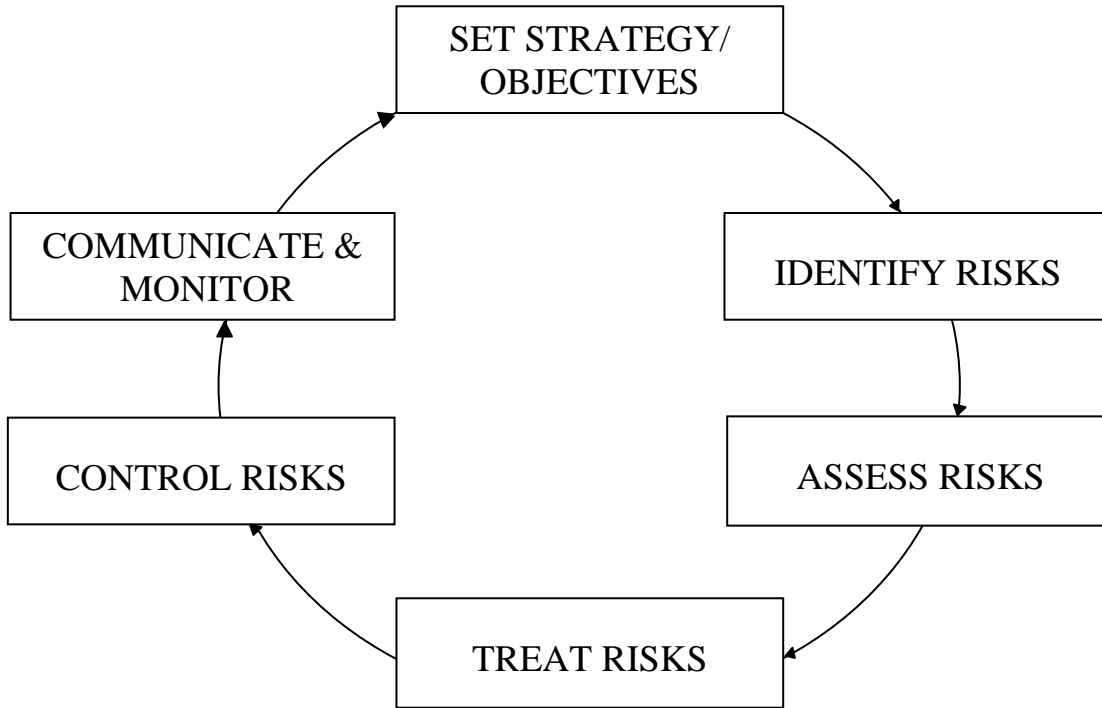 SET STRATEGY/
OBJECTIVES
IDENTIFY RISKS
ASSESS RISKS
TREAT RISKS
CONTROL RISKS
COMMUNICATE &
MONITOR